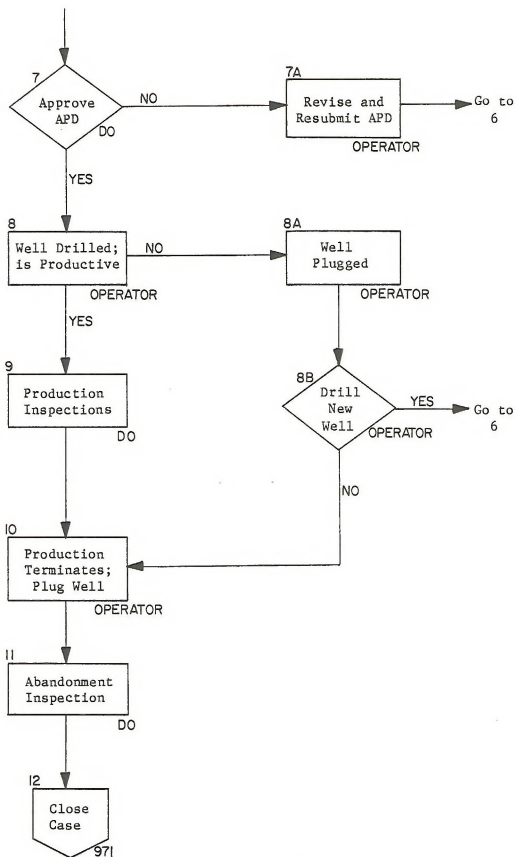 7
Approve
APD
DO
NO
7A
Revise and
Resubmit APD
OPERATOR
Go to
6
YES
8
Well Drilled;
is Productive
OPERATOR
NO
8A
Well
Plugged
OPERATOR
YES
9
Production
Inspections
DO
8B
Drill
New
Well
OPERATOR
YES
Go to
6
NO
10
Production
Terminates;
Plug Well
OPERATOR
11
Abandonment
Inspection
DO
12
Close
Case
971